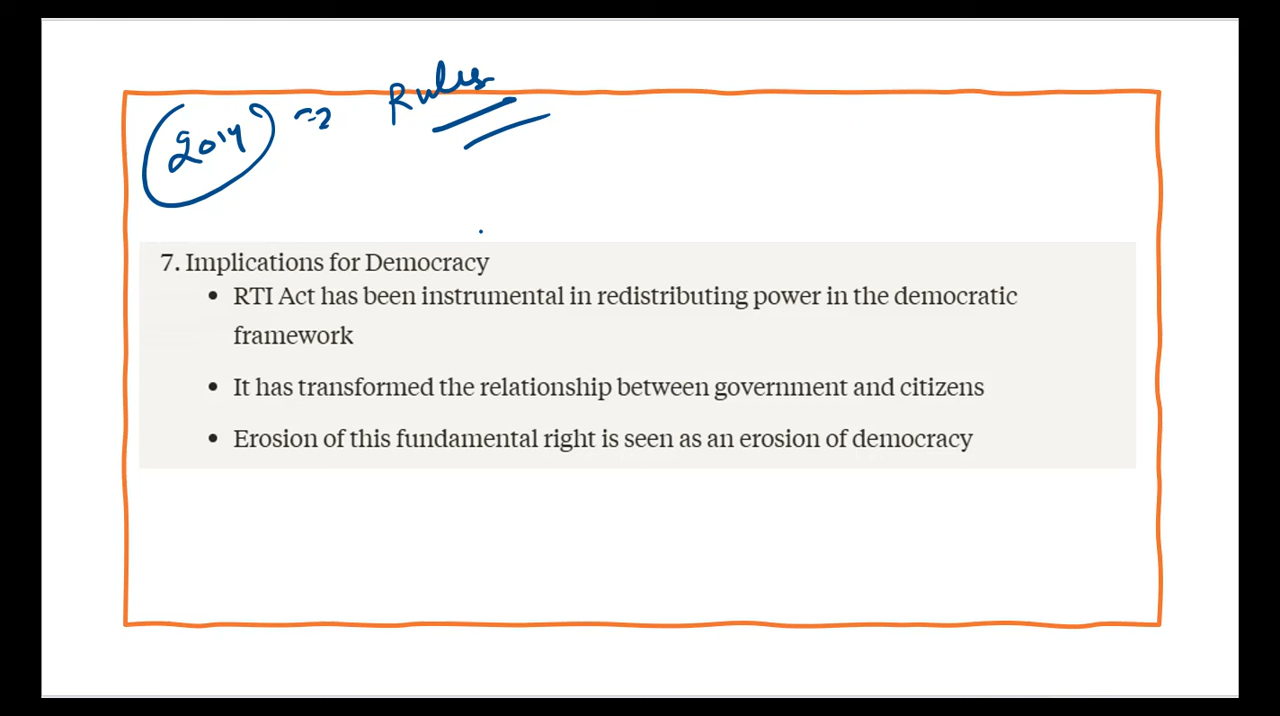 2014 => Rules
7. Implications for Democracy
• RTI Act has been instrumental in redistributing power in the democratic
framework
• It has transformed the relationship between government and citizens
• Erosion of this fundamental right is seen as an erosion of democracy